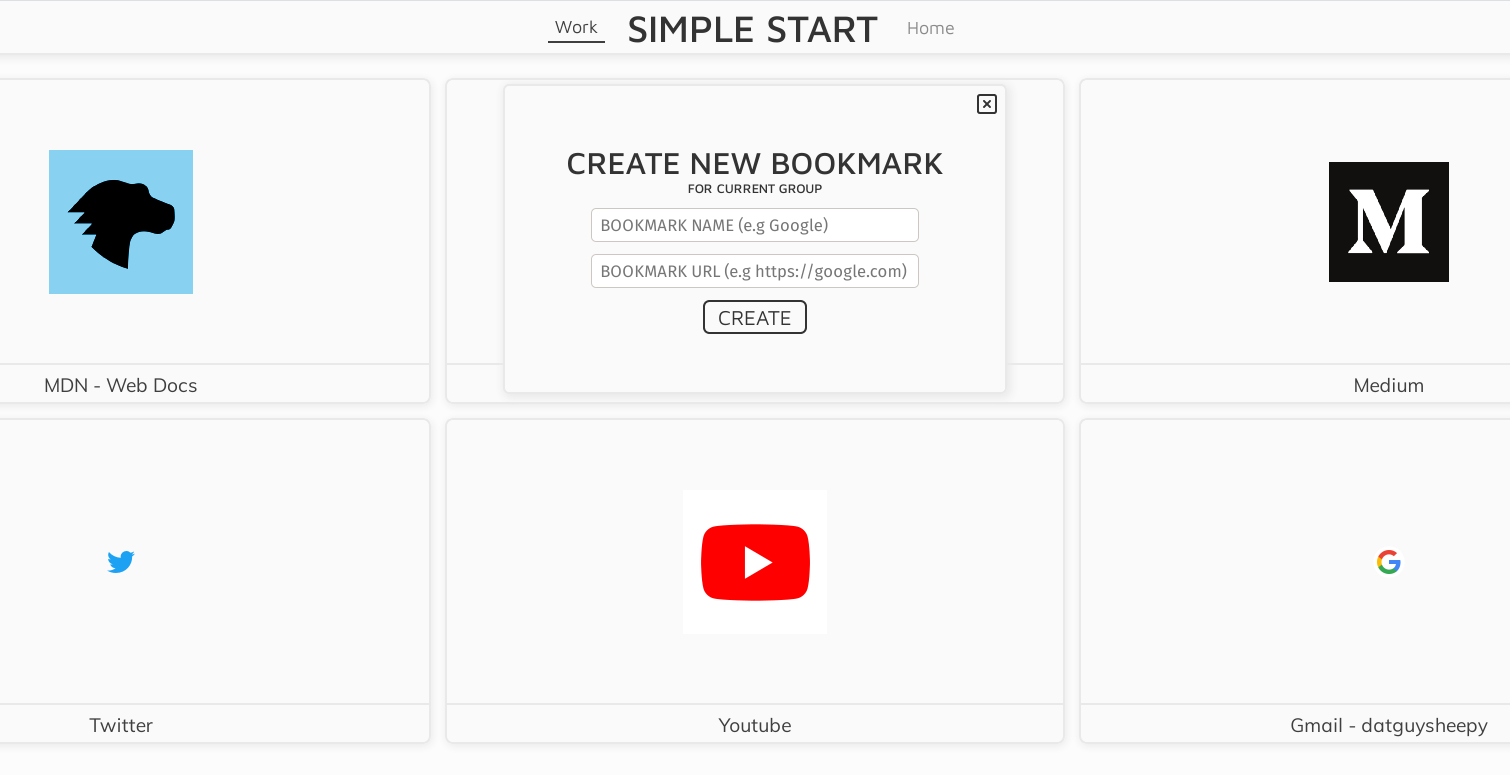 Work
SIMPLE START
Home
CREATE NEW BOOKMARK
FOR CURRENT GROUP
BOOKMARK NAME (e.g Google)
BOOKMARK URL (e.g https://google.com)
CREATE
M
MDN - Web Docs
Medium
Twitter
Youtube
Gmail - datguysheepy